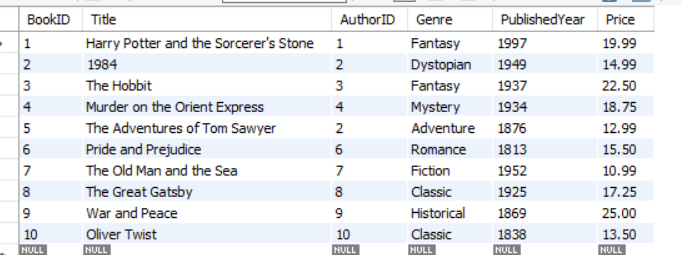 BookID Title AuthorID Genre PublishedYear Price
1 Harry Potter and the Sorcerer's Stone 1 Fantasy 1997 19.99
2 1984 2 Dystopian 1949 14.99
3 The Hobbit 3 Fantasy 1937 22.50
4 Murder on the Orient Express 4 Mystery 1934 18.75
5 The Adventures of Tom Sawyer 2 Adventure 1876 12.99
6 Pride and Prejudice 6 Romance 1813 15.50
7 The Old Man and the Sea 7 Fiction 1952 10.99
8 The Great Gatsby 8 Classic 1925 17.25
9 War and Peace 9 Historical 1869 25.00
10 Oliver Twist 10 Classic 1838 13.50
NULL NULL NULL NULL NULL NULL